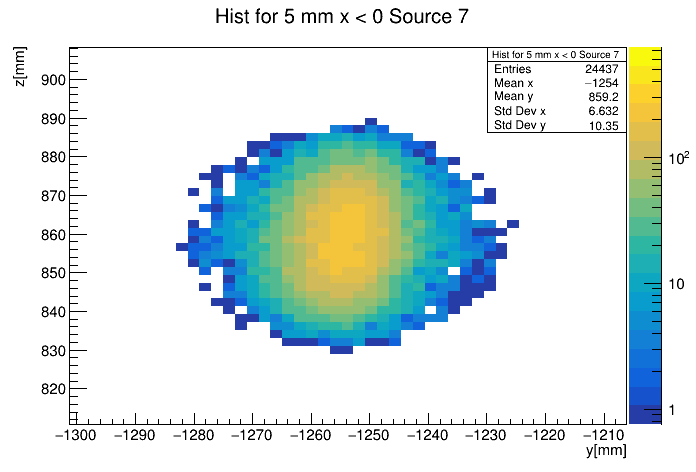 Hist for 5 mm x < 0 Source 7
z[mm]
Hist for 5 mm x < 0 Source 7
Entries 24437
Mean x −1254
Mean y 859.2
Std Dev x 6.632
Std Dev y 10.35
900
890
880
870
860
850
840
830
820
10²
10
1
−1300 −1290 −1280 −1270 −1260 −1250 −1240 −1230 −1220 −1210
y[mm]